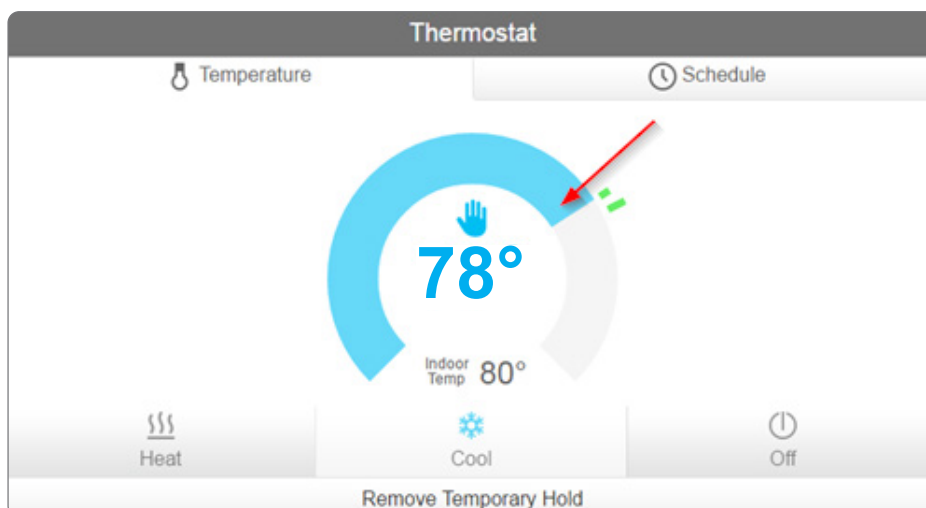 Thermostat
Temperature
Schedule
78°
Indoor
Temp 80°
Heat
Cool
Off
Remove Temporary Hold